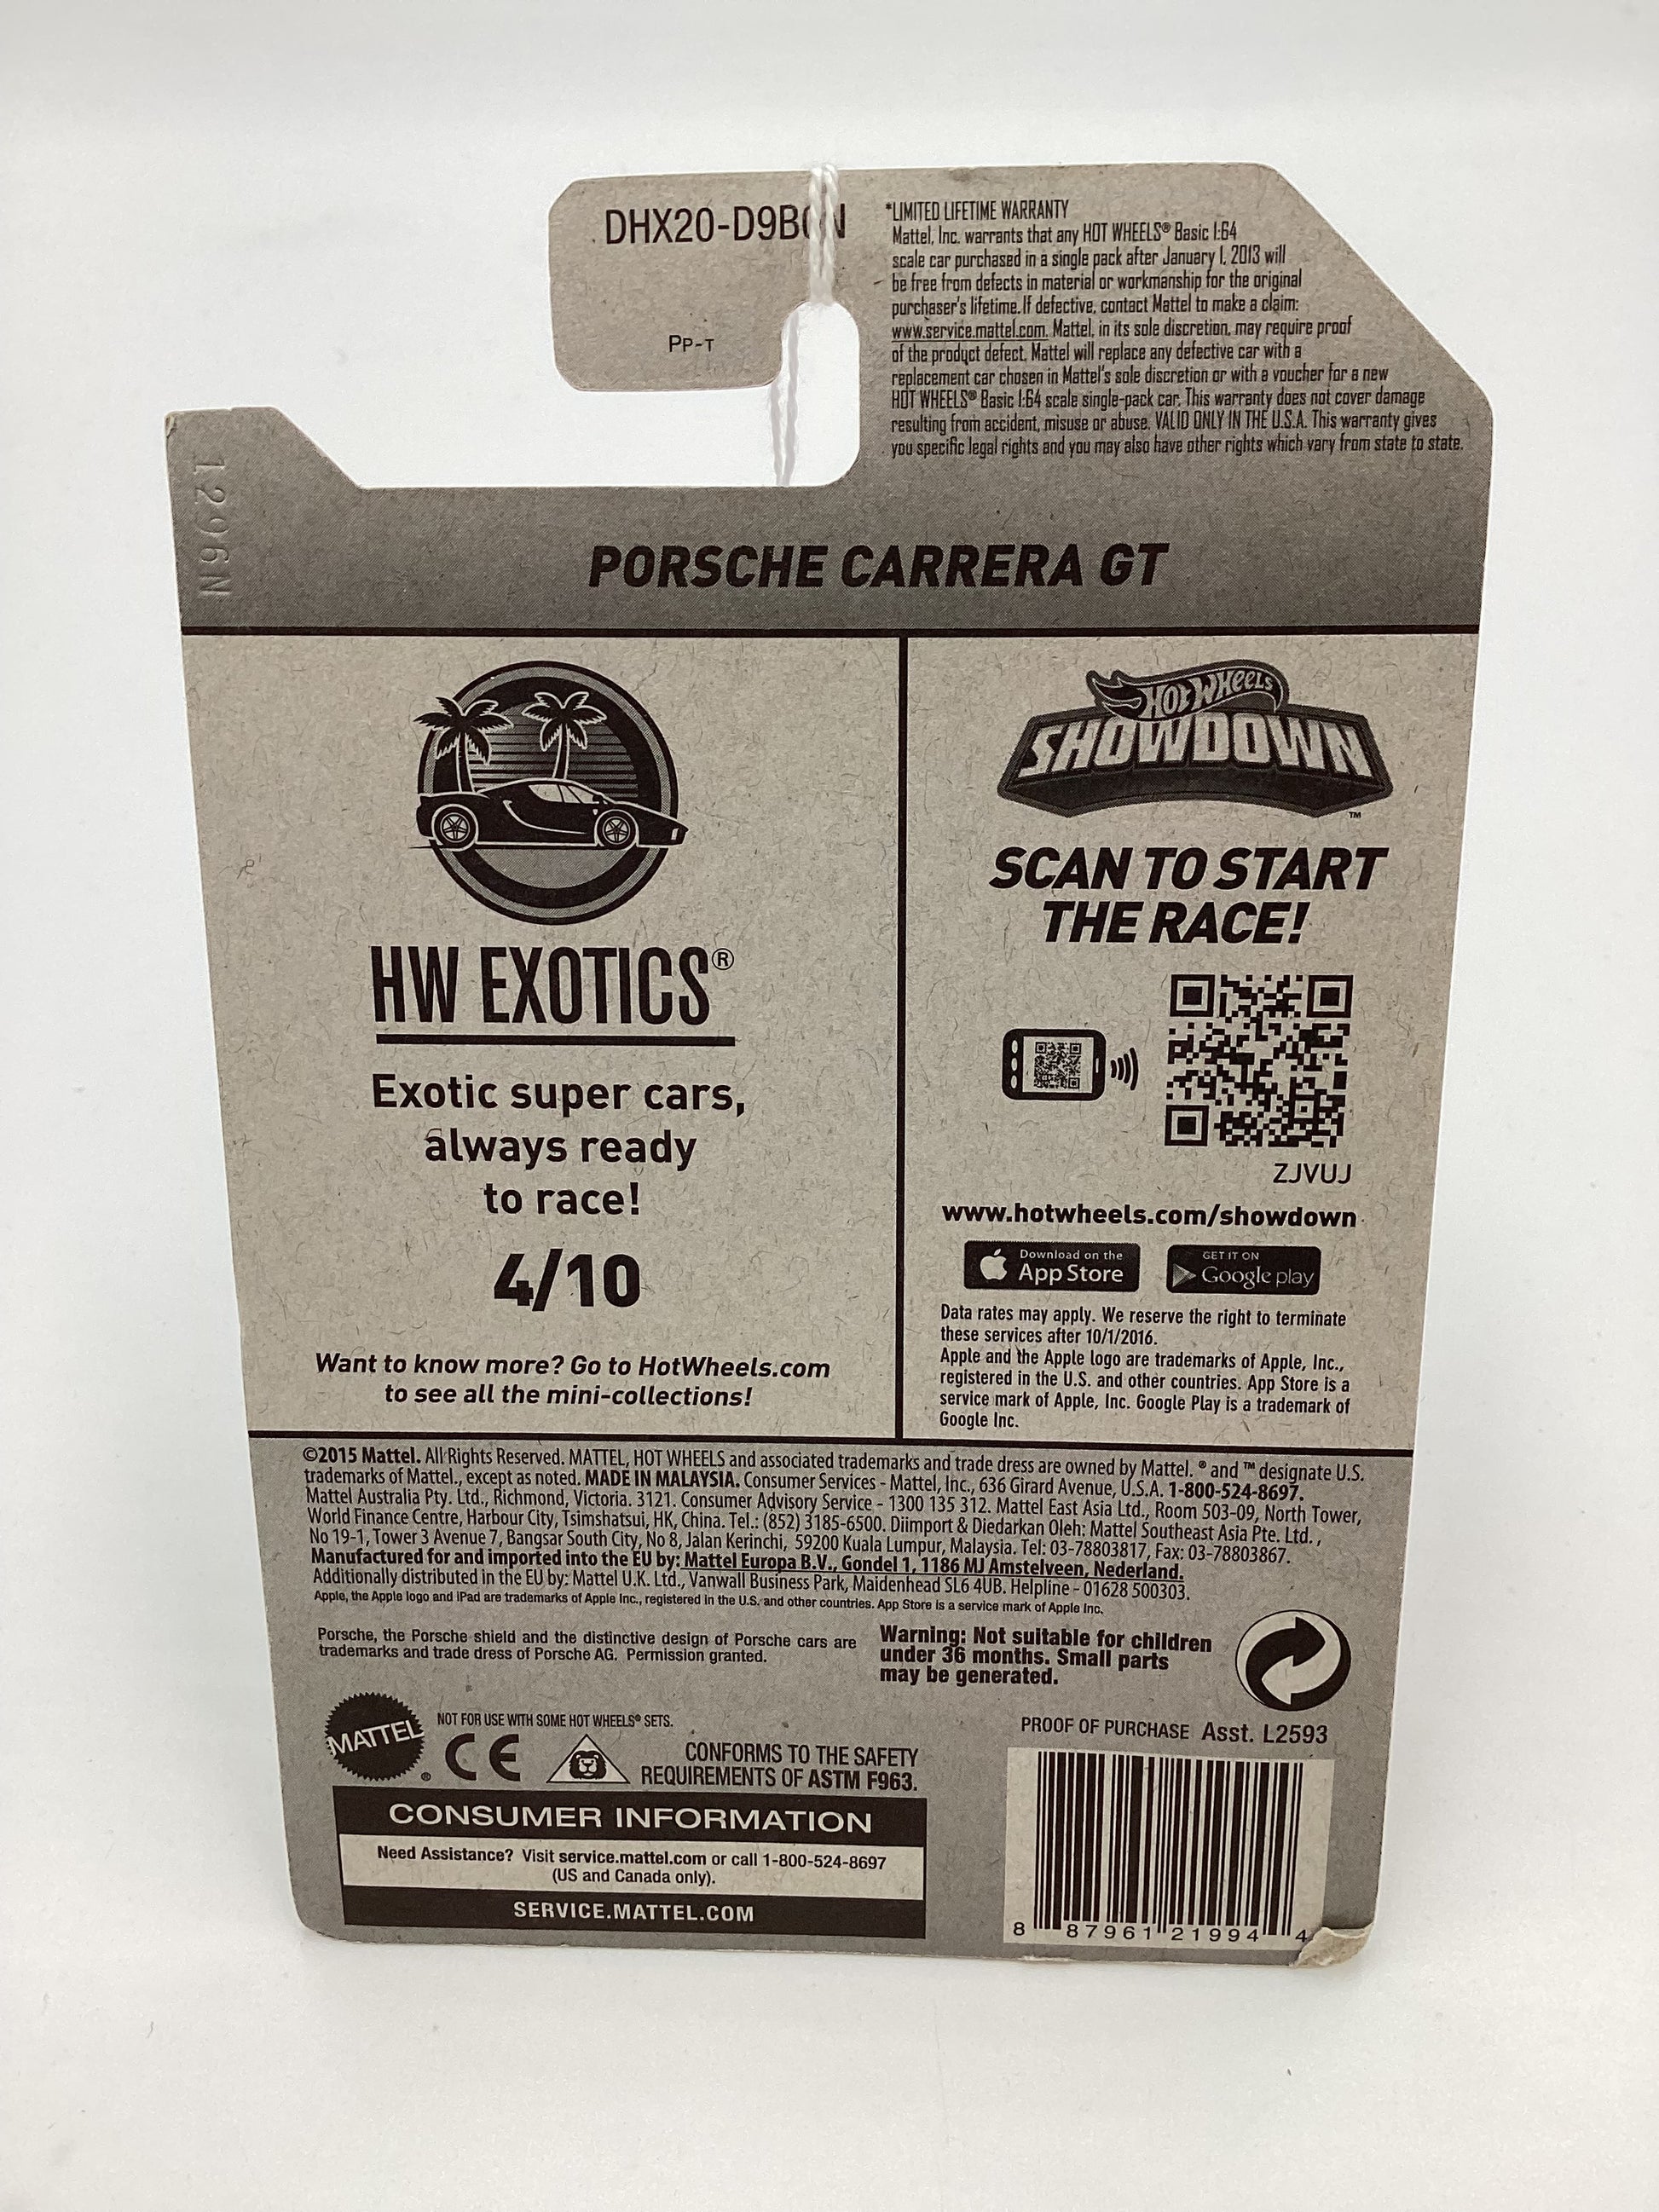 DHX20-D9B
Pp-T
*LIMITED LIFETIME WARRANTY
Mattel, Inc. warrants that any HOT WHEELS® Basic 1:64
scale car purchased in a single pack after January 1, 2013 will
be free from defects in material or workmanship for the original
purchaser's lifetime. If defective, contact Mattel to make a claim:
www.service.mattel.com. Mattel, in its sole discretion, may require proof
of the product defect. Mattel will replace any defective car with a
replacement car chosen in Mattel's sole discretion or with a voucher for a new
HOT WHEELS® Basic 1:64 scale single-pack car. This warranty does not cover damage
resulting from accident, misuse or abuse. VALID ONLY IN THE U.S.A. This warranty gives
you specific legal rights and you may also have other rights which vary from state to state.
1296N
PORSCHE CARRERA GT
HW EXOTICS®
Exotic super cars,
always ready
to race!
4/10
Want to know more? Go to HotWheels.com
to see all the mini-collections!
HOT WHEELS
SHOWDOWN™
SCAN TO START
THE RACE!
ZJVUJ
www.hotwheels.com/showdown
Download on the
App Store
GET IT ON
Google play
Data rates may apply. We reserve the right to terminate
these services after 10/1/2016.
Apple and the Apple logo are trademarks of Apple, Inc.,
registered in the U.S. and other countries. App Store is a
service mark of Apple, Inc. Google Play is a trademark of
Google Inc.
©2015 Mattel. All Rights Reserved. MATTEL, HOT WHEELS and associated trademarks and trade dress are owned by Mattel. ® and ™ designate U.S.
trademarks of Mattel., except as noted. MADE IN MALAYSIA. Consumer Services - Mattel, Inc., 636 Girard Avenue, U.S.A. 1-800-524-8697.
Mattel Australia Pty. Ltd., Richmond, Victoria. 3121. Consumer Advisory Service - 1300 135 312. Mattel East Asia Ltd., Room 503-09, North Tower,
World Finance Centre, Harbour City, Tsimshatsui, HK, China. Tel.: (852) 3185-6500. Diimport & Diedarkan Oleh: Mattel Southeast Asia Pte. Ltd.,
No 19-1, Tower 3 Avenue 7, Bangsar South City, No 8, Jalan Kerinchi, 59200 Kuala Lumpur, Malaysia. Tel: 03-78803817, Fax: 03-78803867.
Manufactured for and imported into the EU by: Mattel Europa B.V., Gondel 1, 1186 MJ Amstelveen, Nederland.
Additionally distributed in the EU by: Mattel U.K. Ltd., Vanwall Business Park, Maidenhead SL6 4UB. Helpline - 01628 500303.
Apple, the Apple logo and iPad are trademarks of Apple Inc., registered in the U.S. and other countries. App Store is a service mark of Apple Inc.
Porsche, the Porsche shield and the distinctive design of Porsche cars are
trademarks and trade dress of Porsche AG. Permission granted.
Warning: Not suitable for children
under 36 months. Small parts
may be generated.
MATTEL®
NOT FOR USE WITH SOME HOT WHEELS® SETS.
CE
CONFORMS TO THE SAFETY
REQUIREMENTS OF ASTM F963.
PROOF OF PURCHASE Asst. L2593
CONSUMER INFORMATION
Need Assistance? Visit service.mattel.com or call 1-800-524-8697
(US and Canada only).
SERVICE.MATTEL.COM
8 87961 21994 4